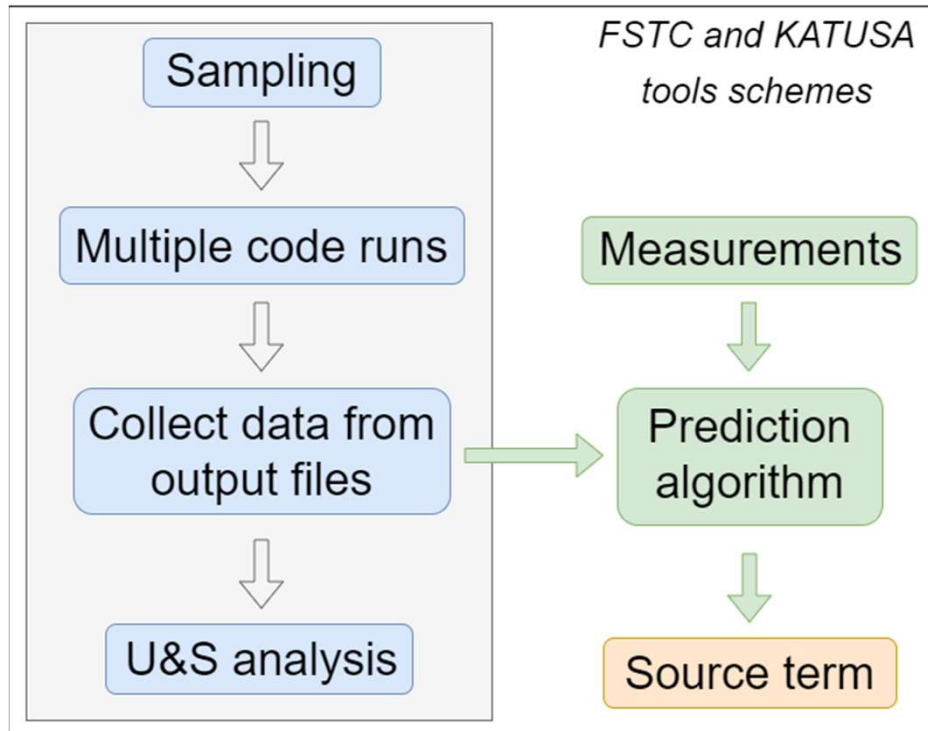 Sampling
Multiple code runs
Collect data from
output files
U&S analysis
FSTC and KATUSA
tools schemes
Measurements
Prediction
algorithm
Source term